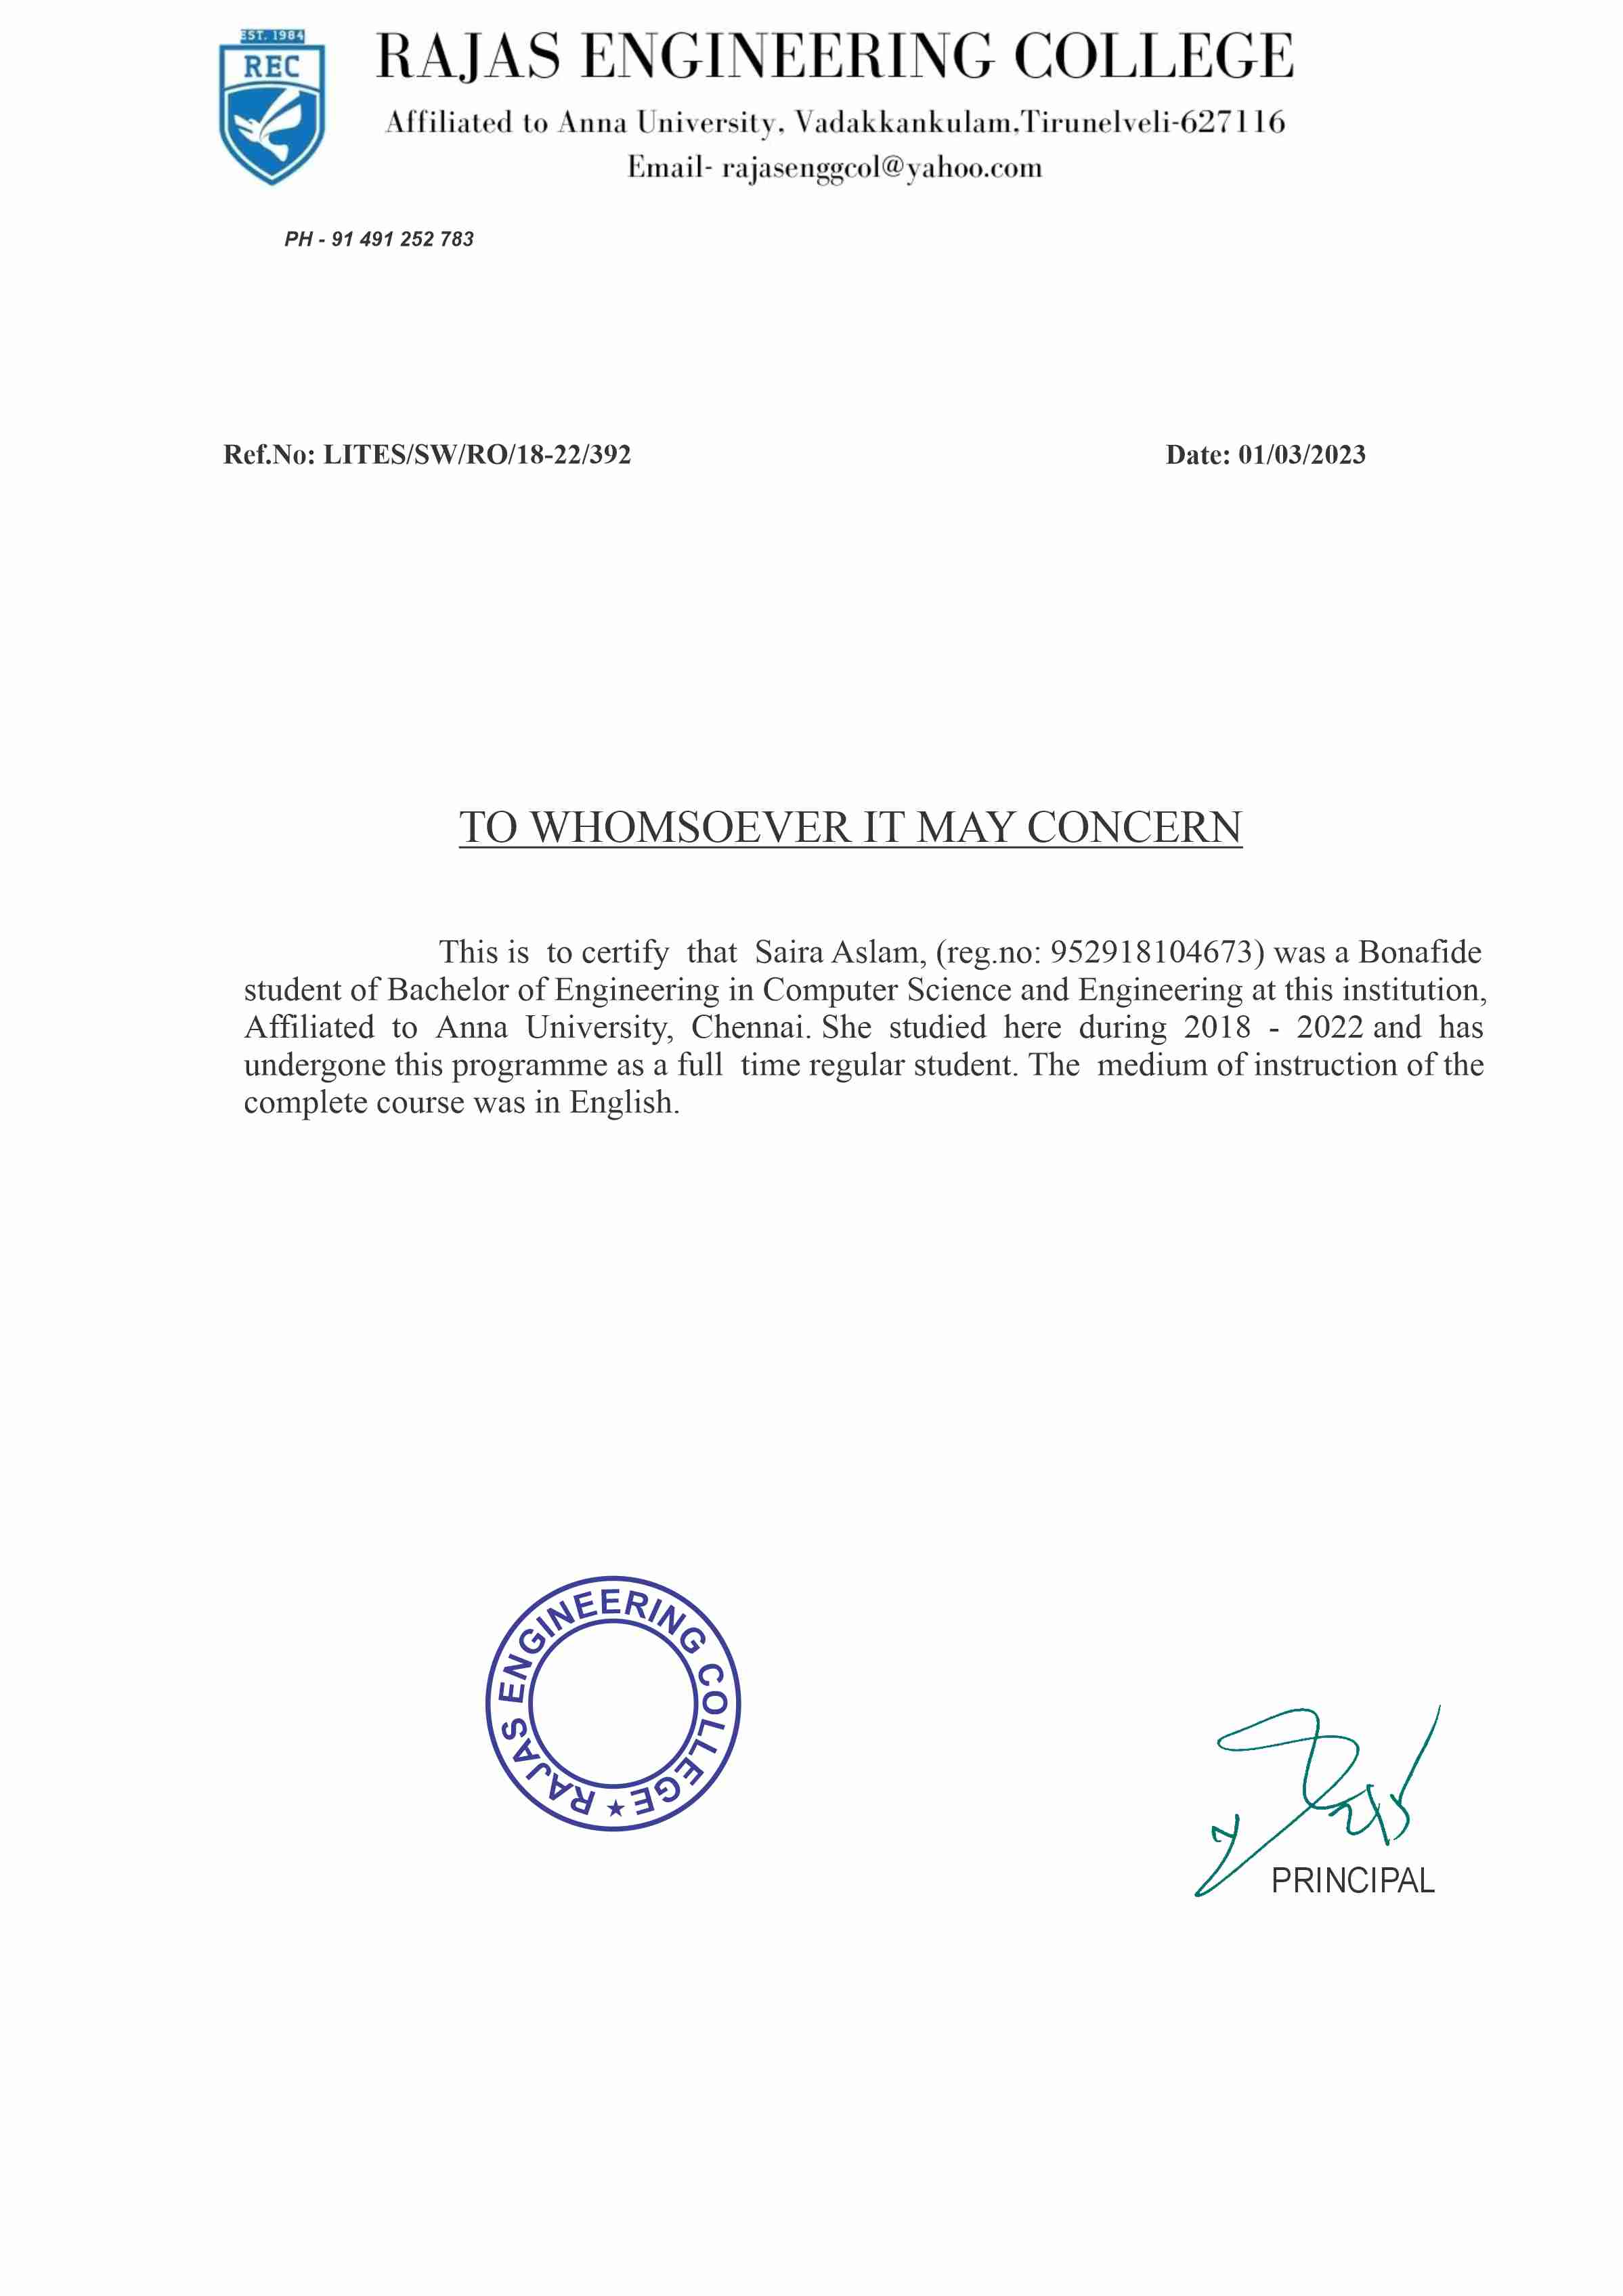 EST. 1984
REC
RAJAS ENGINEERING COLLEGE
Affiliated to Anna University, Vadakkankulam,Tirunelveli-627116
Email- rajasenggcol@yahoo.com
PH - 91 491 252 783
Ref.No: LITES/SW/RO/18-22/392 Date: 01/03/2023
TO WHOMSOEVER IT MAY CONCERN
This is to certify that Saira Aslam, (reg.no: 952918104673) was a Bonafide
student of Bachelor of Engineering in Computer Science and Engineering at this institution,
Affiliated to Anna University, Chennai. She studied here during 2018 - 2022 and has
undergone this programme as a full time regular student. The medium of instruction of the
complete course was in English.
RAJAS ENGINEERING COLLEGE ★
PRINCIPAL